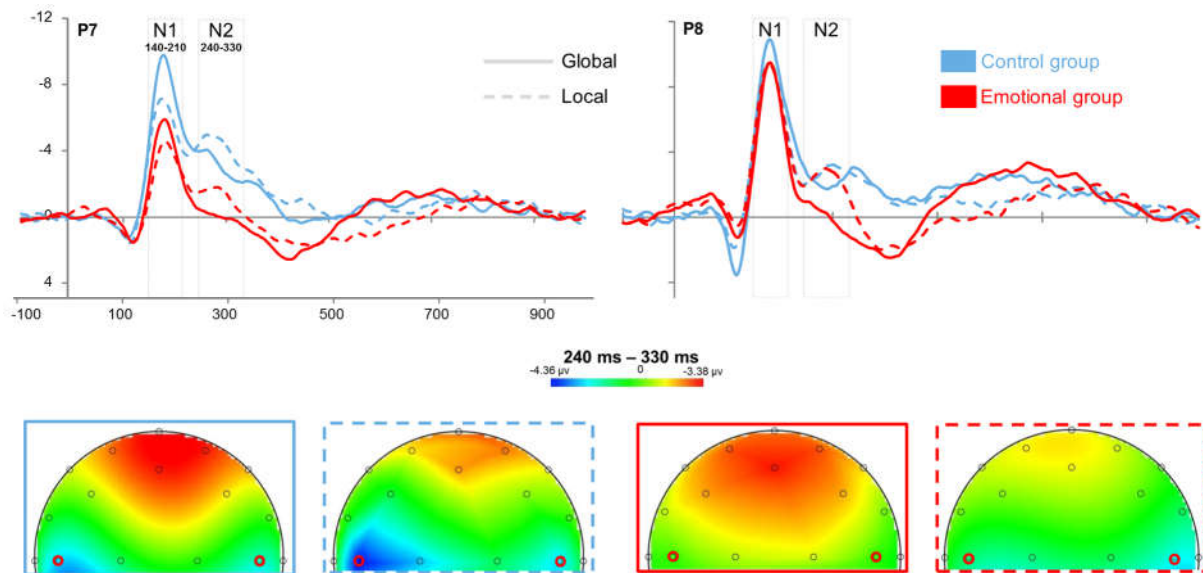 -12
P7
N1
N2
140-210
240-330
-8
-4
-0
4
-100
100
300
500
700
900
Global
Local
P8
N1
N2
Control group
Emotional group
240 ms – 330 ms
-4.36 μv
0
-3.38 μv